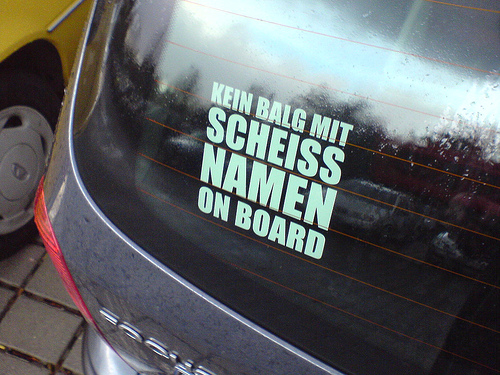 KEIN BALG MIT
SCHEISS
NAMEN
ON BOARD